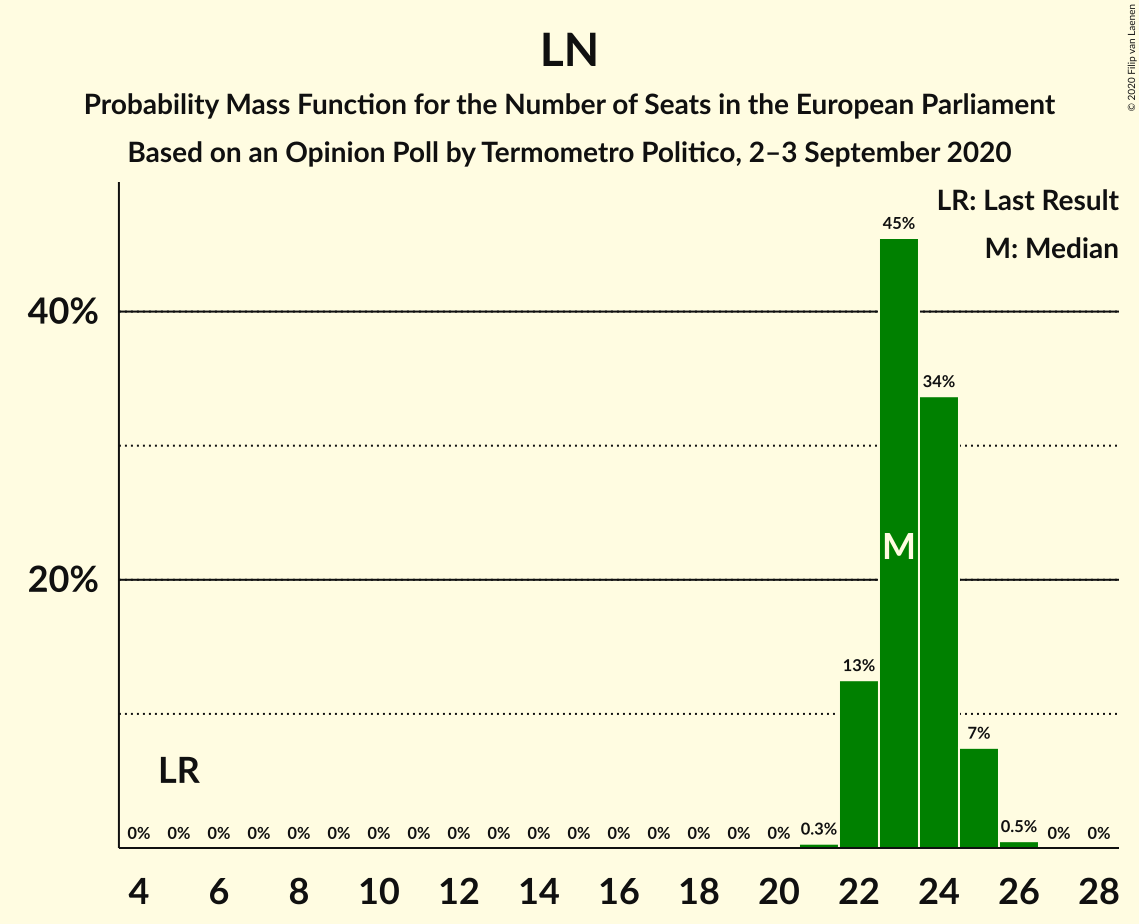 LN
Probability Mass Function for the Number of Seats in the European Parliament
Based on an Opinion Poll by Termometro Politico, 2–3 September 2020
© 2020 Filip van Laenen
LR: Last Result
M: Median
45%
40%
34%
M
20%
13%
7%
LR
0% 0% 0% 0% 0% 0% 0% 0% 0% 0% 0% 0% 0% 0% 0% 0% 0% 0.3% 0.5% 0% 0%
4 6 8 10 12 14 16 18 20 22 24 26 28